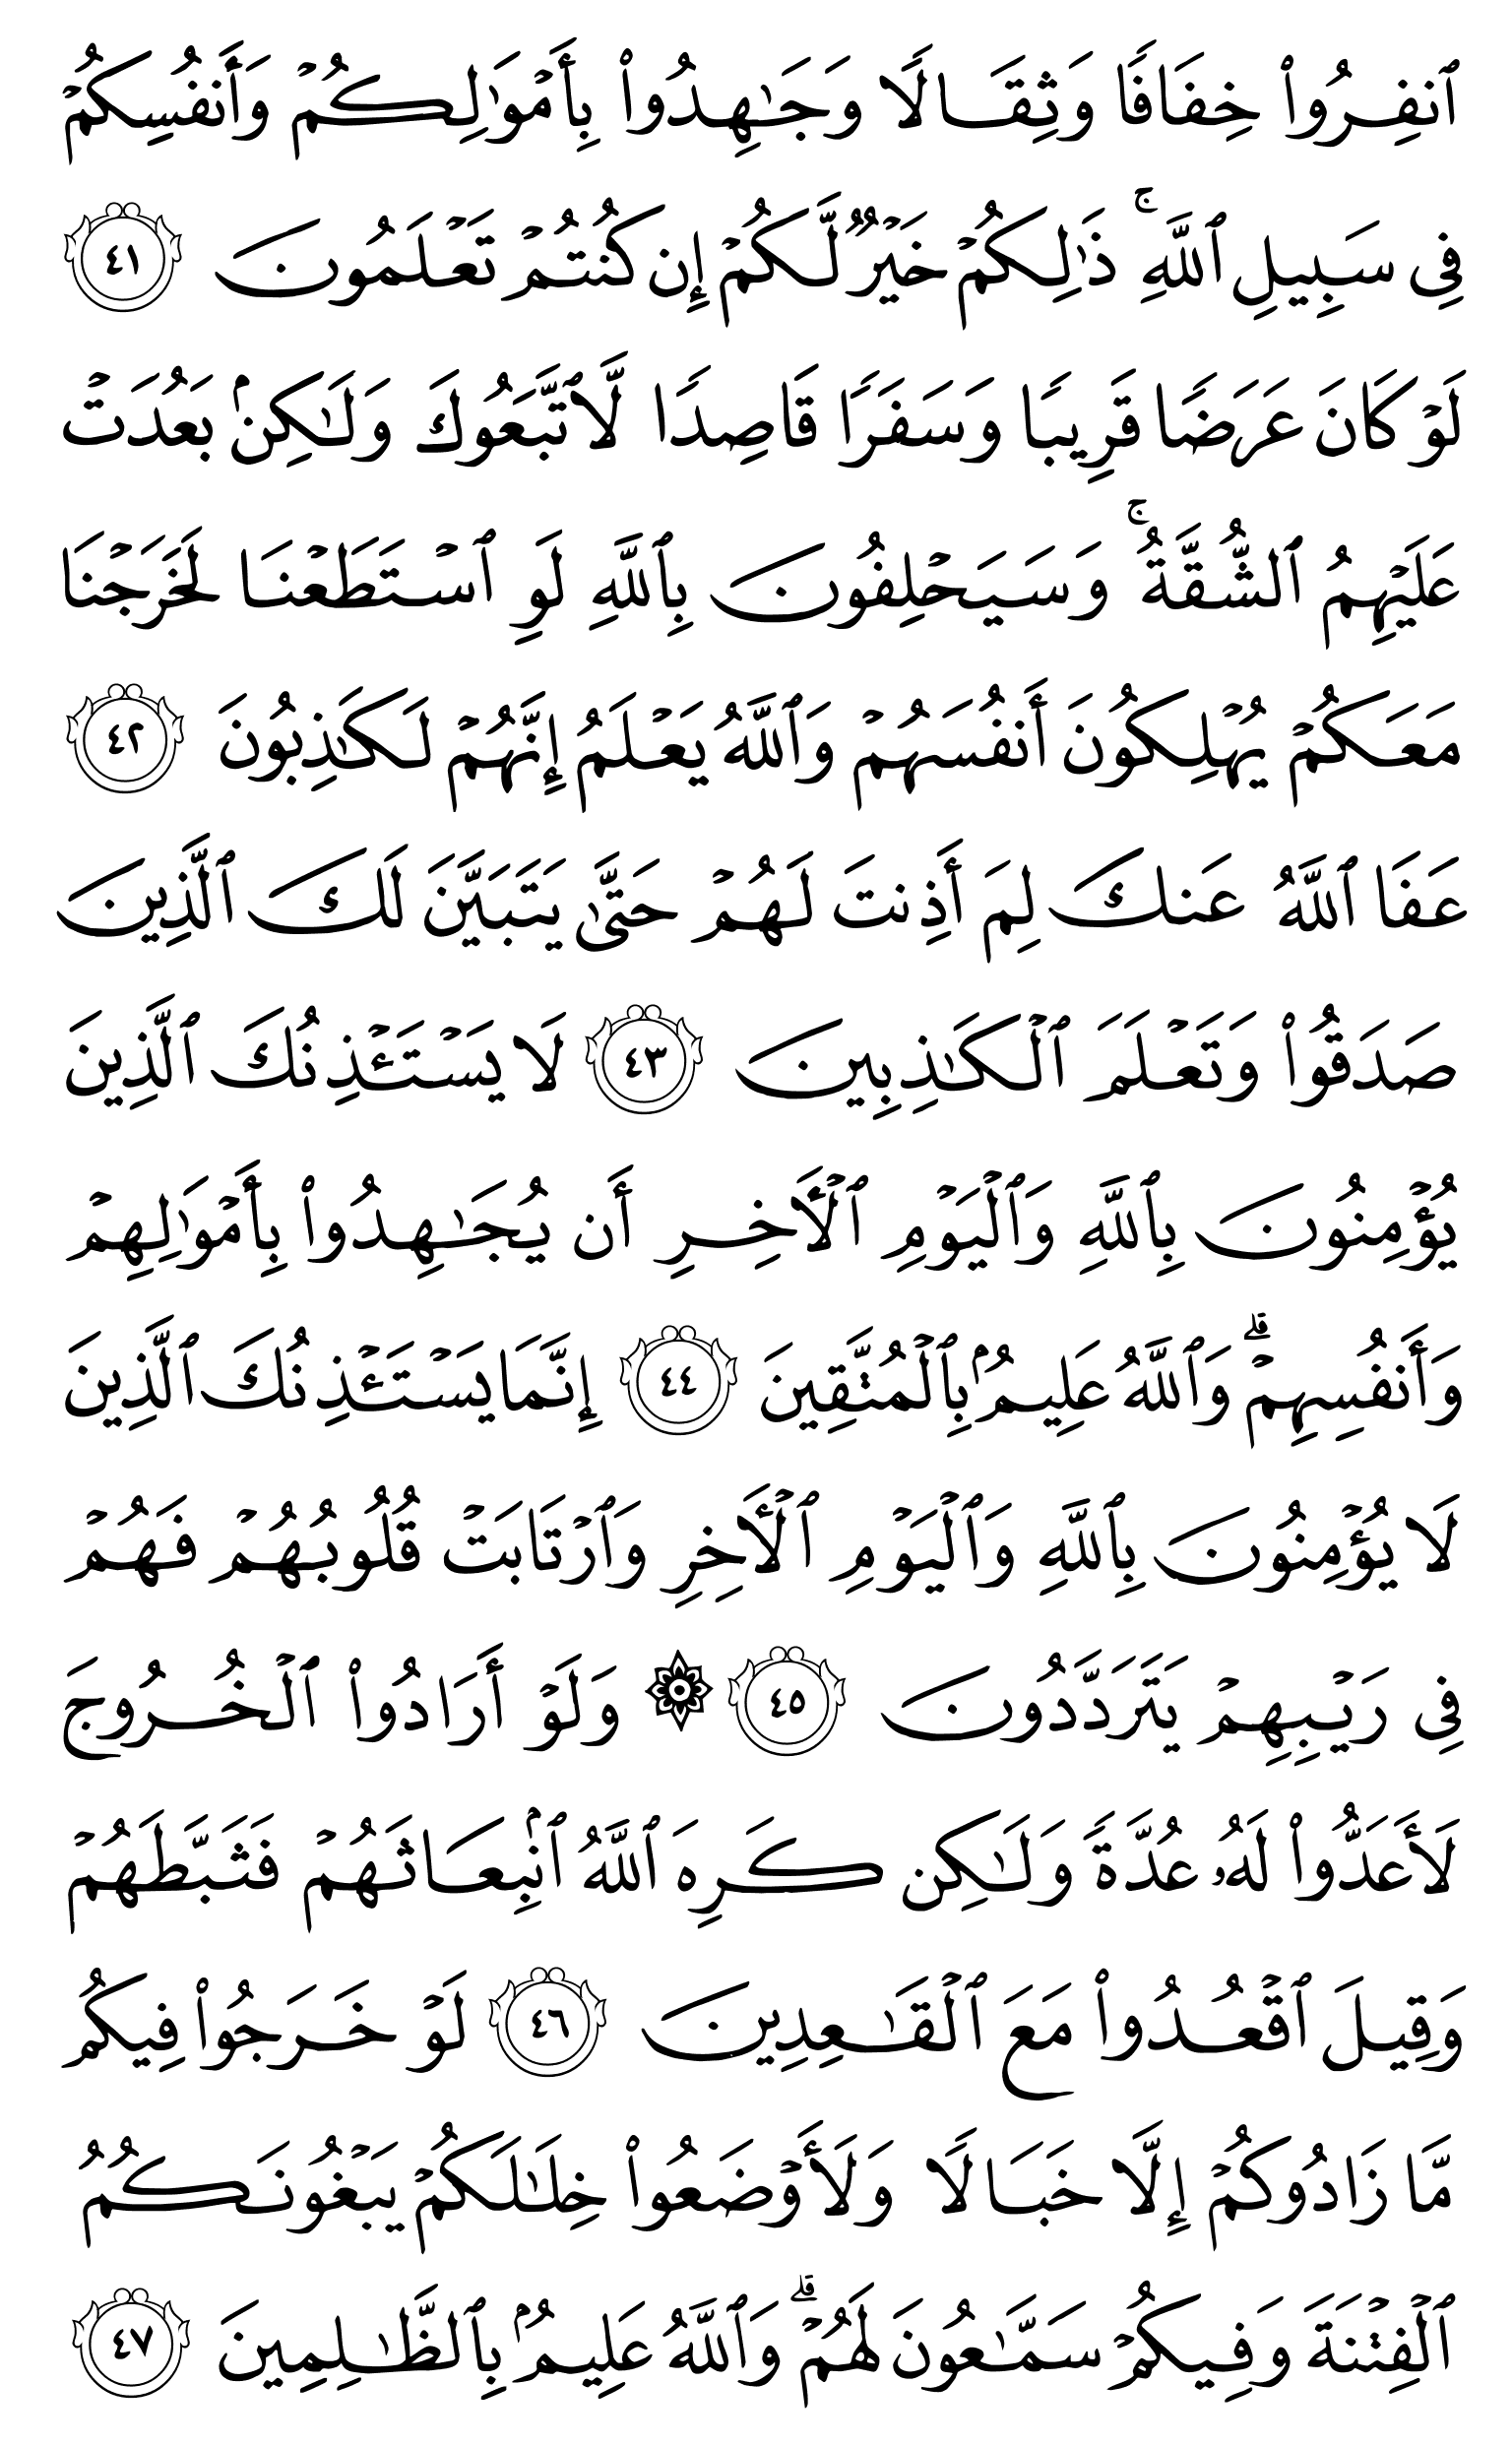 ٱنفِرُوا۟ خِفَافًا وَثِقَالًا وَجَـٰهِدُوا۟ بِأَمْوَٰلِكُمْ وَأَنفُسِكُمْ
فِى سَبِيلِ ٱللَّهِ ۚ ذَٰلِكُمْ خَيْرٌ لَّكُمْ إِن كُنتُمْ تَعْلَمُونَ ٤١
لَوْ كَانَ عَرَضًا قَرِيبًا وَسَفَرًا قَاصِدًا لَّٱتَّبَعُوكَ وَلَـٰكِنۢ بَعُدَتْ
عَلَيْهِمُ ٱلشُّقَّةُ ۚ وَسَيَحْلِفُونَ بِٱللَّهِ لَوِ ٱسْتَطَعْنَا لَخَرَجْنَا
مَعَكُمْ يُهْلِكُونَ أَنفُسَهُمْ وَٱللَّهُ يَعْلَمُ إِنَّهُمْ لَكَـٰذِبُونَ ٤٢
عَفَا ٱللَّهُ عَنكَ لِمَ أَذِنتَ لَهُمْ حَتَّىٰ يَتَبَيَّنَ لَكَ ٱلَّذِينَ
صَدَقُوا۟ وَتَعْلَمَ ٱلْكَـٰذِبِينَ ٤٣ لَا يَسْتَـْٔذِنُكَ ٱلَّذِينَ
يُؤْمِنُونَ بِٱللَّهِ وَٱلْيَوْمِ ٱلْـَٔاخِرِ أَن يُجَـٰهِدُوا۟ بِأَمْوَٰلِهِمْ
وَأَنفُسِهِمْ ۗ وَٱللَّهُ عَلِيمٌۢ بِٱلْمُتَّقِينَ ٤٤ إِنَّمَا يَسْتَـْٔذِنُكَ ٱلَّذِينَ
لَا يُؤْمِنُونَ بِٱللَّهِ وَٱلْيَوْمِ ٱلْـَٔاخِرِ وَٱرْتَابَتْ قُلُوبُهُمْ فَهُمْ
فِى رَيْبِهِمْ يَتَرَدَّدُونَ ٤٥ ۞ وَلَوْ أَرَادُوا۟ ٱلْخُرُوجَ
لَأَعَدُّوا۟ لَهُۥ عُدَّةً وَلَـٰكِن كَرِهَ ٱللَّهُ ٱنۢبِعَاثَهُمْ فَثَبَّطَهُمْ
وَقِيلَ ٱقْعُدُوا۟ مَعَ ٱلْقَـٰعِدِينَ ٤٦ لَوْ خَرَجُوا۟ فِيكُم
مَّا زَادُوكُمْ إِلَّا خَبَالًا وَلَأَوْضَعُوا۟ خِلَـٰلَكُمْ يَبْغُونَكُمُ
ٱلْفِتْنَةَ وَفِيكُمْ سَمَّـٰعُونَ لَهُمْ ۗ وَٱللَّهُ عَلِيمٌۢ بِٱلظَّـٰلِمِينَ ٤٧